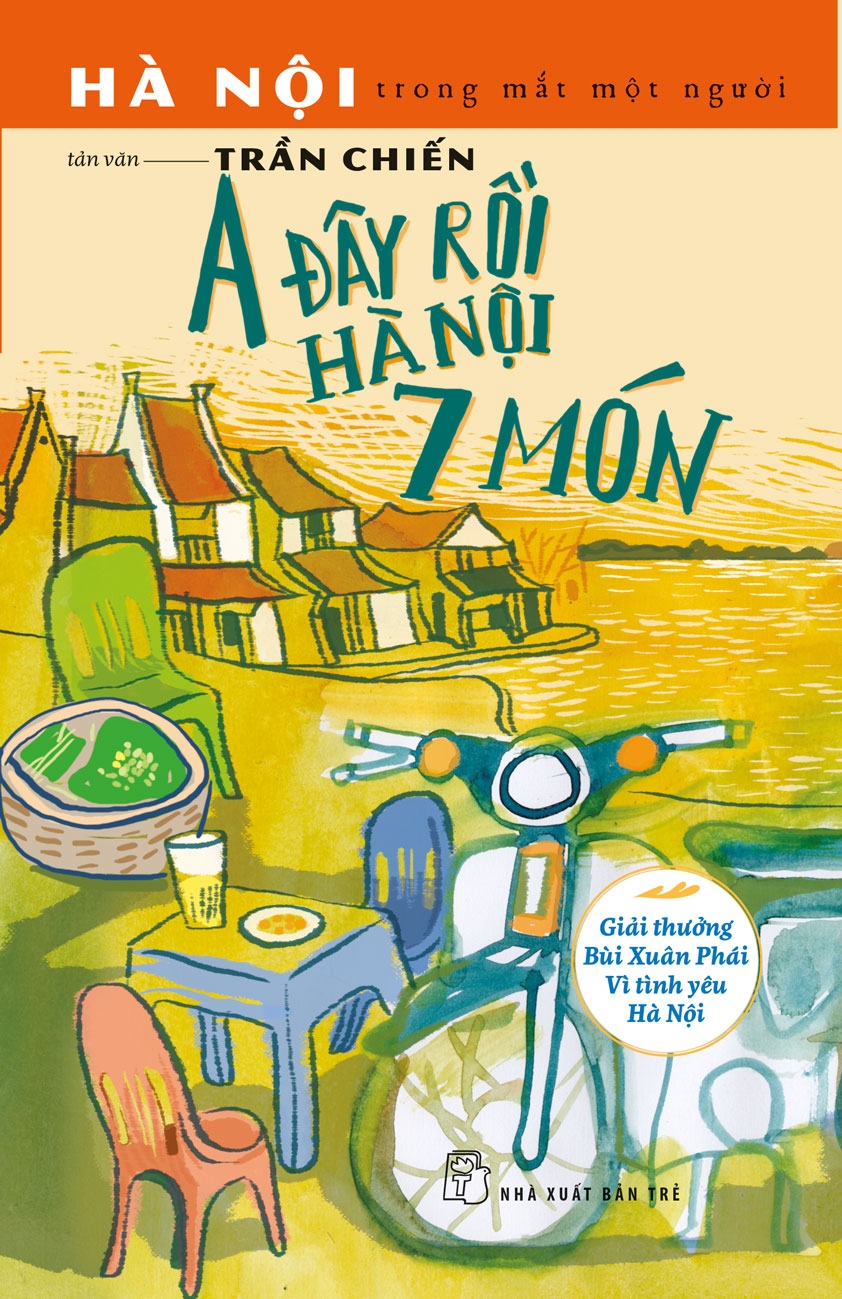 HÀ NỘI trong mắt một người
tản văn TRẦN CHIẾN
A ĐÂY RỒI
HÀ NỘI
7 MÓN
Giải thưởng
Bùi Xuân Phái
Vì tình yêu
Hà Nội
NHÀ XUẤT BẢN TRẺ